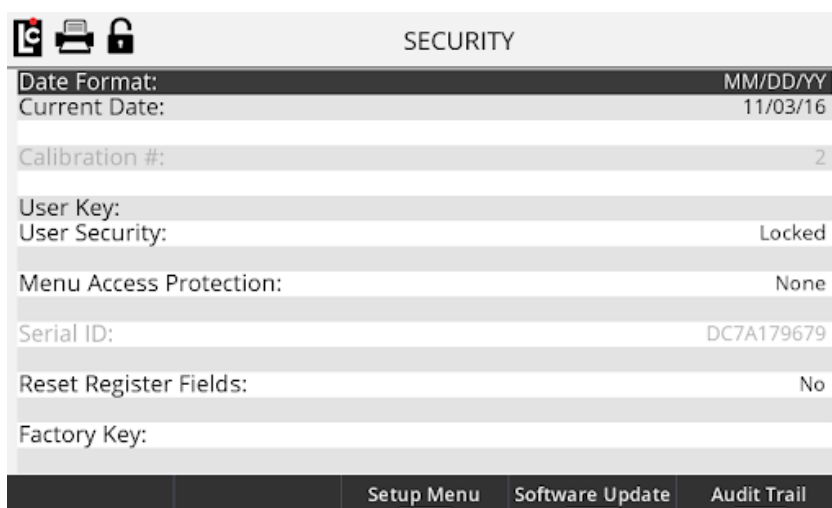 LC
SECURITY
Date Format: MM/DD/YY
Current Date: 11/03/16
Calibration #: 2
User Key:
User Security: Locked
Menu Access Protection: None
Serial ID: DC7A179679
Reset Register Fields: No
Factory Key:
Setup Menu Software Update Audit Trail